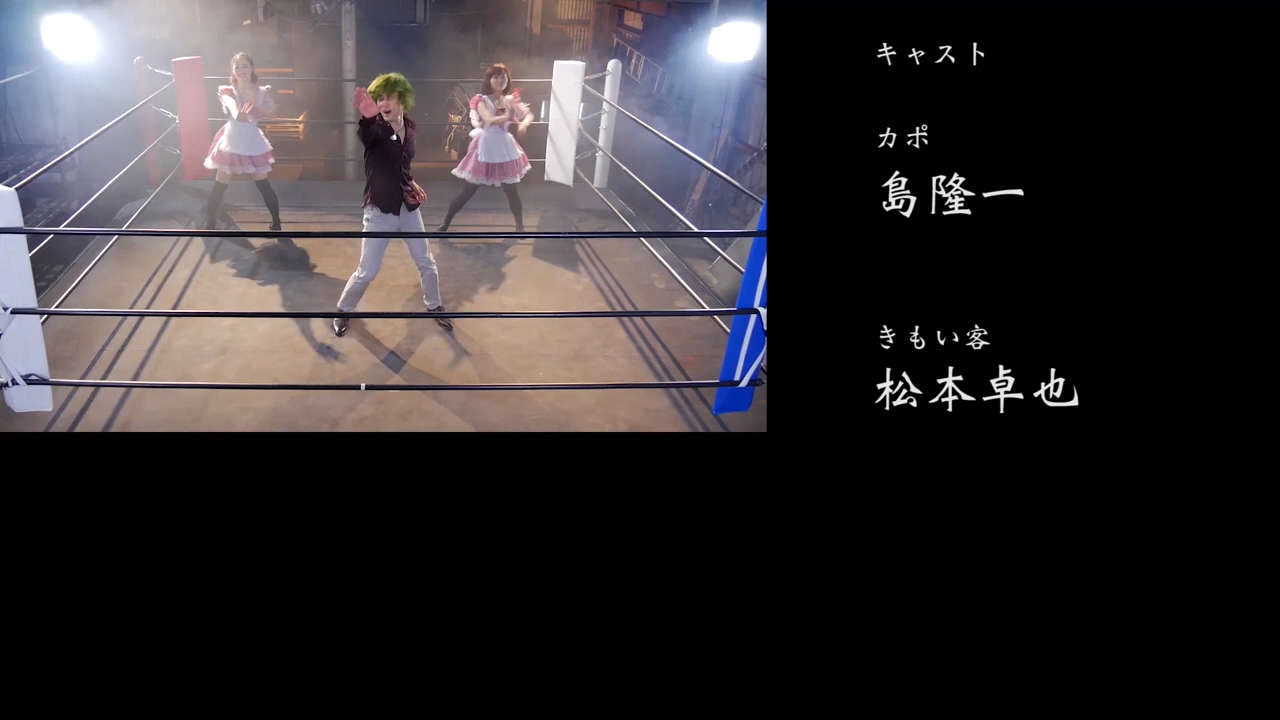 キャスト
カポ
島隆一
きもい客
松本卓也